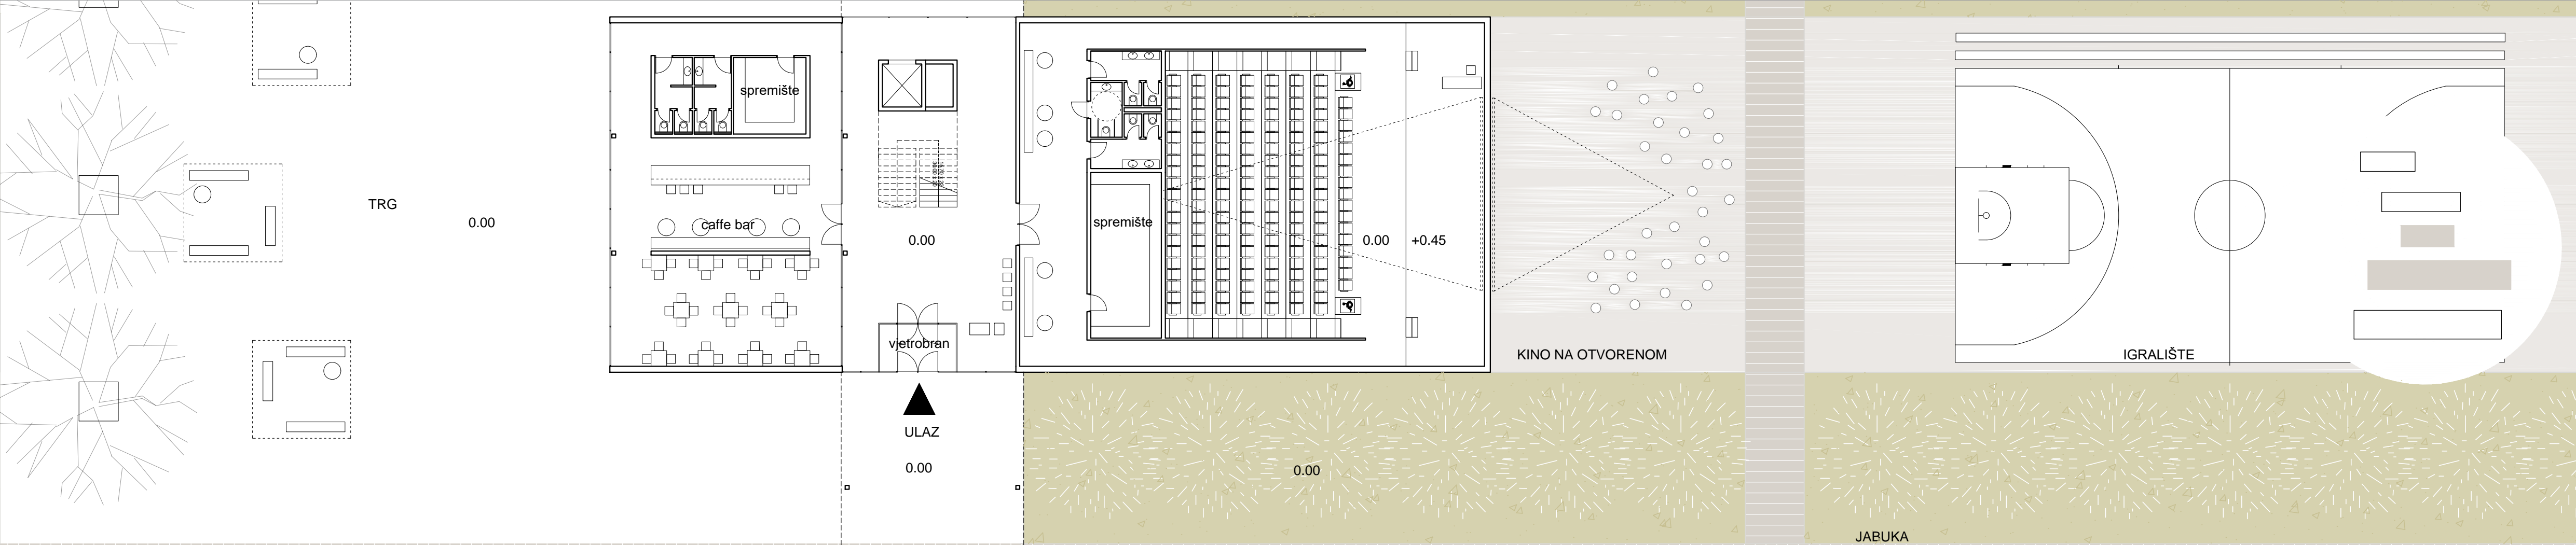 spremište
TRG
0.00
caffe bar
0.00
spremište
0.00
+0.45
vjetrobran
KINO NA OTVORENOM
IGRALIŠTE
ULAZ
0.00
0.00
JABUKA